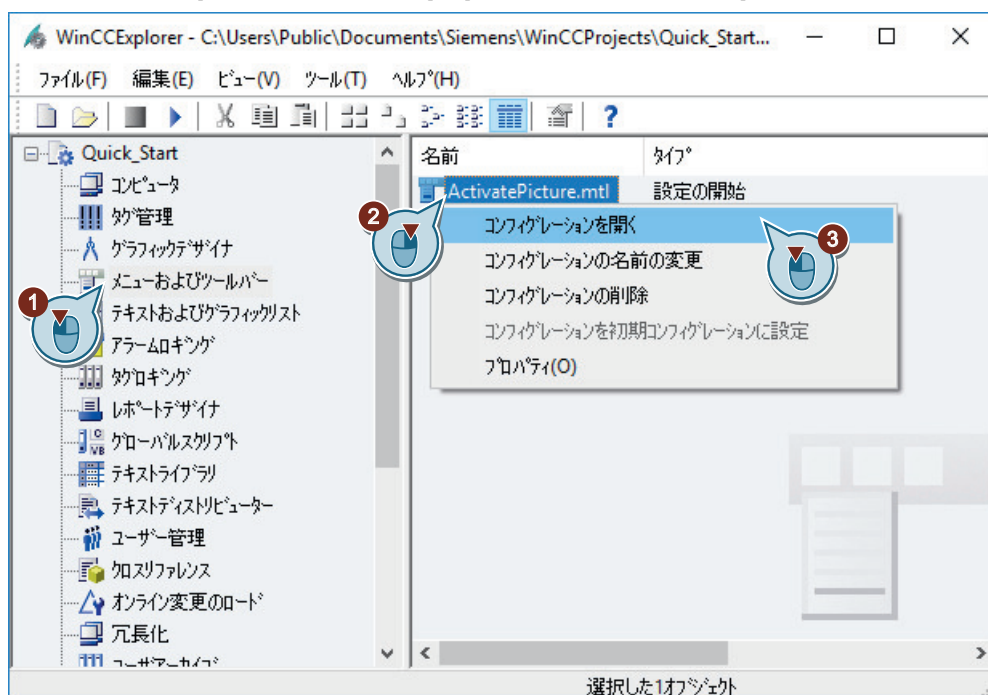 WinCCExplorer - C:\Users\Public\Documents\Siemens\WinCCProjects\Quick_Start...
ファイル(F) 編集(E) ビュー(V) ツール(T) ヘルプ(H)
Quick_Start
コンピュータ
タグ管理
グラフィックデザイナ
メニューおよびツールバー
テキストおよびグラフィックリスト
アラームロギング
タグロギング
レポートデザイナ
グローバルスクリプト
テキストライブラリ
テキストディストリビューター
ユーザー管理
クロスリファレンス
オンライン変更のロード
冗長化
ユーザアーカイブ
名前 タイプ
ActivatePicture.mtl 設定の開始
コンフィグレーションを開く
コンフィグレーションの名前の変更
コンフィグレーションの削除
コンフィグレーションを初期コンフィグレーションに設定
プロパティ(O)
1
2
3
選択した1オブジェクト